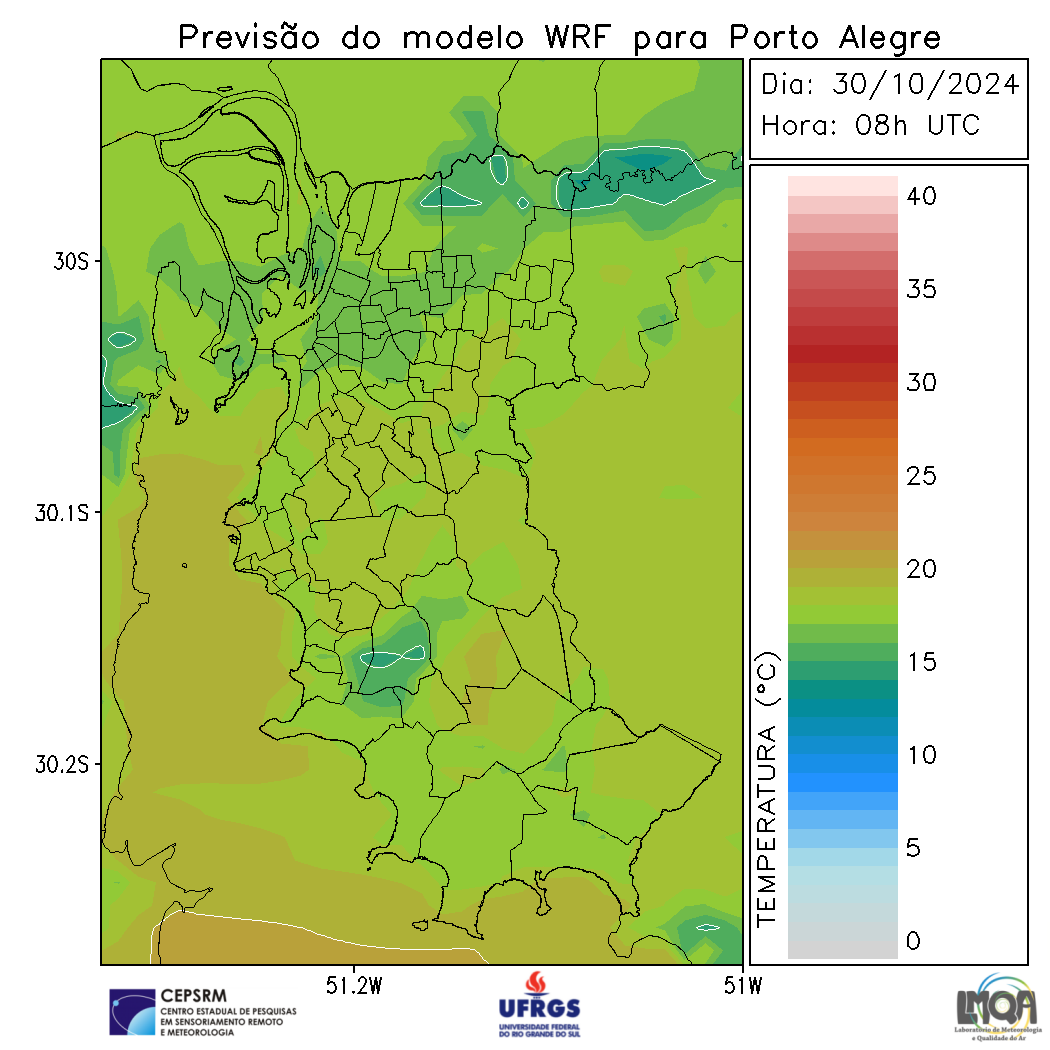 Previsão do modelo WRF para Porto Alegre
Dia: 30/10/2024
Hora: 08h UTC
40
35
30
25
20
15
10
5
0
TEMPERATURA (°C)
30S
30.1S
30.2S
51.2W
51W
CEPSRM
CENTRO ESTADUAL DE PESQUISAS
EM SENSORIAMENTO REMOTO
E METEOROLOGIA
UFRGS
UNIVERSIDADE FEDERAL
DO RIO GRANDE DO SUL
LMQA
Laboratório de Meteorologia
e Qualidade do Ar